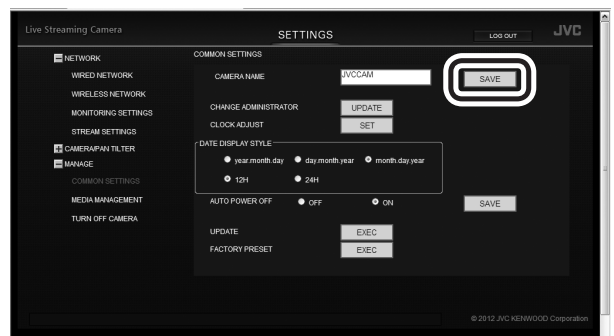 Live Streaming Camera
SETTINGS
LOG OUT
JVC
NETWORK
WIRED NETWORK
WIRELESS NETWORK
MONITORING SETTINGS
STREAM SETTINGS
CAMERA/PAN TILTER
MANAGE
COMMON SETTINGS
MEDIA MANAGEMENT
TURN OFF CAMERA
COMMON SETTINGS
CAMERA NAME JVCCAM SAVE
CHANGE ADMINISTRATOR UPDATE
CLOCK ADJUST SET
DATE DISPLAY STYLE
year.month.day day.month.year month.day.year
12H 24H
AUTO POWER OFF OFF ON SAVE
UPDATE EXEC
FACTORY PRESET EXEC
© 2012 JVC KENWOOD Corporation